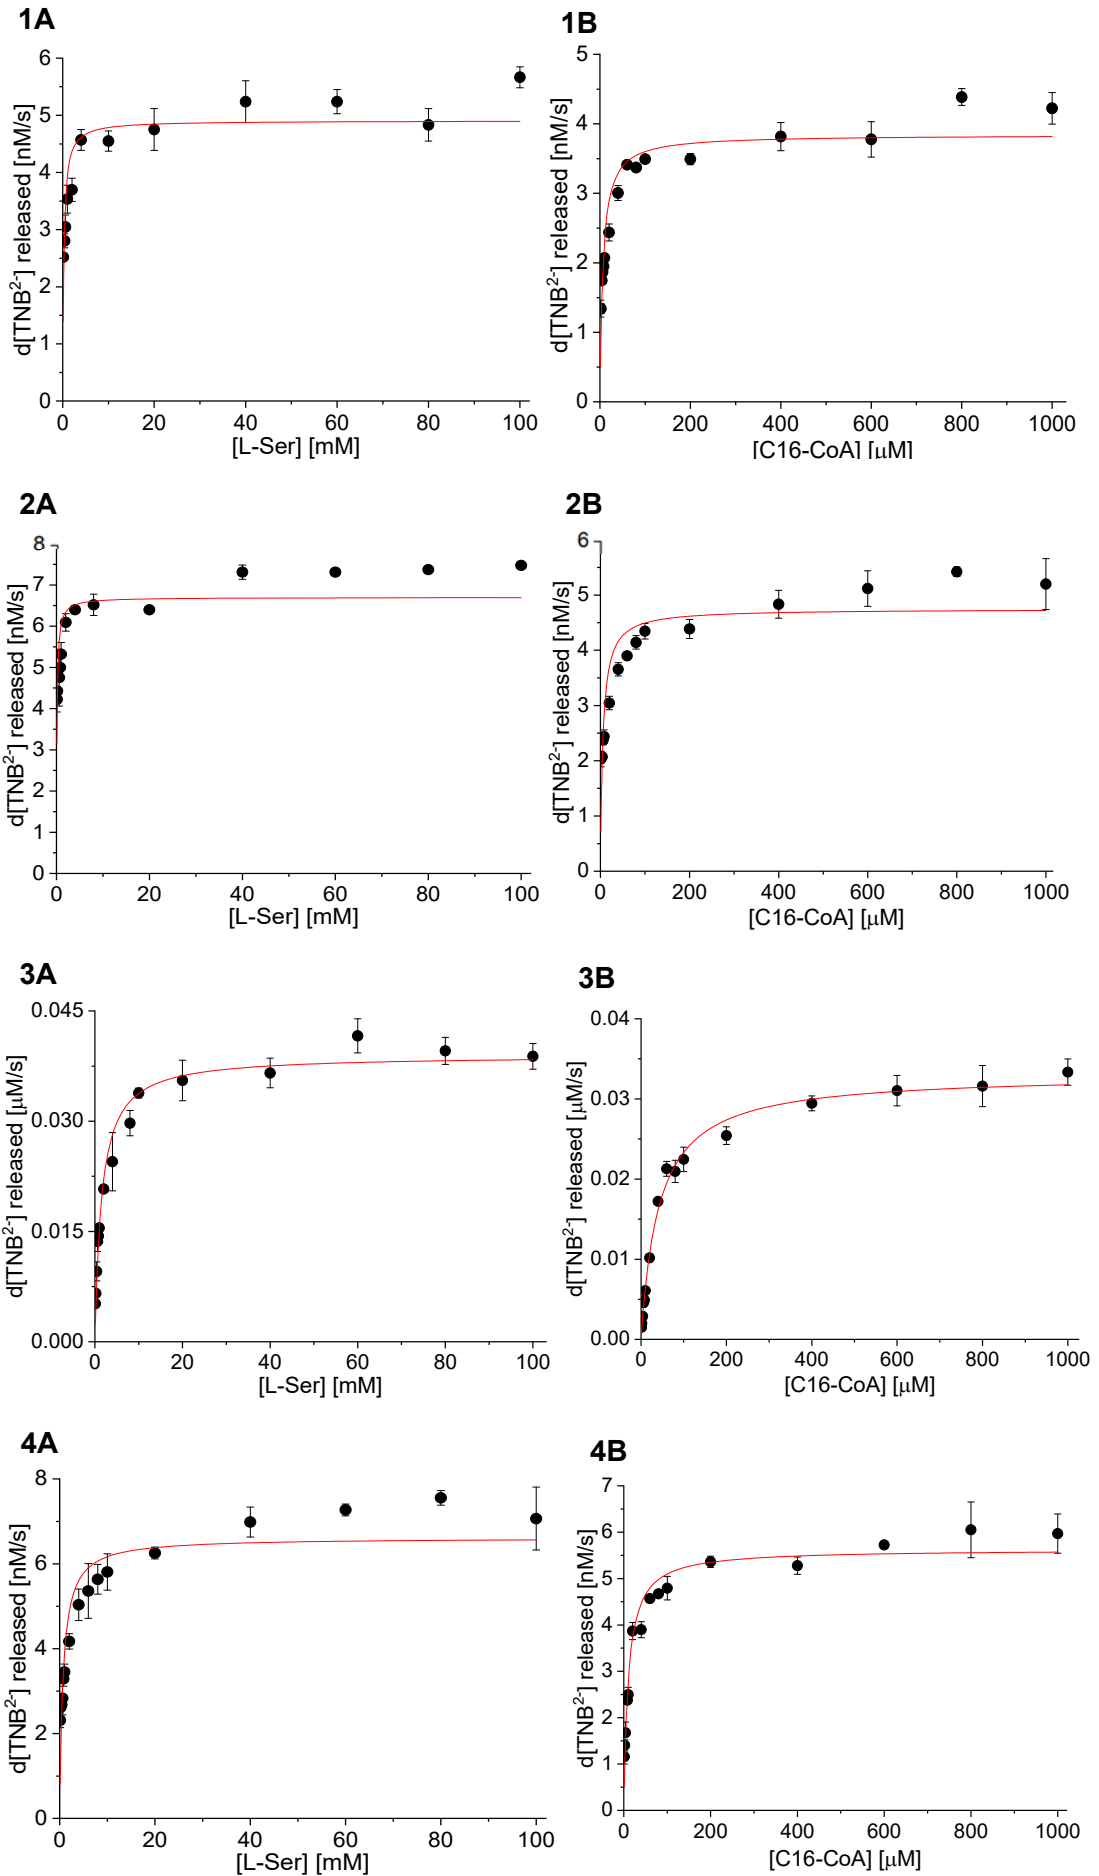 1A
d[TNB²⁻] released [nM/s]
6
5
4
3
2
1
0
0 20 40 60 80 100
[L-Ser] [mM]
1B
d[TNB²⁻] released [nM/s]
5
4
3
2
1
0
0 200 400 600 800 1000
[C16-CoA] [μM]
2A
d[TNB²⁻] released [nM/s]
8
7
6
5
4
3
2
1
0
0 20 40 60 80 100
[L-Ser] [mM]
2B
d[TNB²⁻] released [nM/s]
6
5
4
3
2
1
0
0 200 400 600 800 1000
[C16-CoA] [μM]
3A
d[TNB²⁻] released [μM/s]
0.045
0.030
0.015
0.000
0 20 40 60 80 100
[L-Ser] [mM]
3B
d[TNB²⁻] released [μM/s]
0.04
0.03
0.02
0.01
0.00
0 200 400 600 800 1000
[C16-CoA] [μM]
4A
d[TNB²⁻] released [nM/s]
8
6
4
2
0
0 20 40 60 80 100
[L-Ser] [mM]
4B
d[TNB²⁻] released [nM/s]
7
6
5
4
3
2
1
0
0 200 400 600 800 1000
[C16-CoA] [μM]